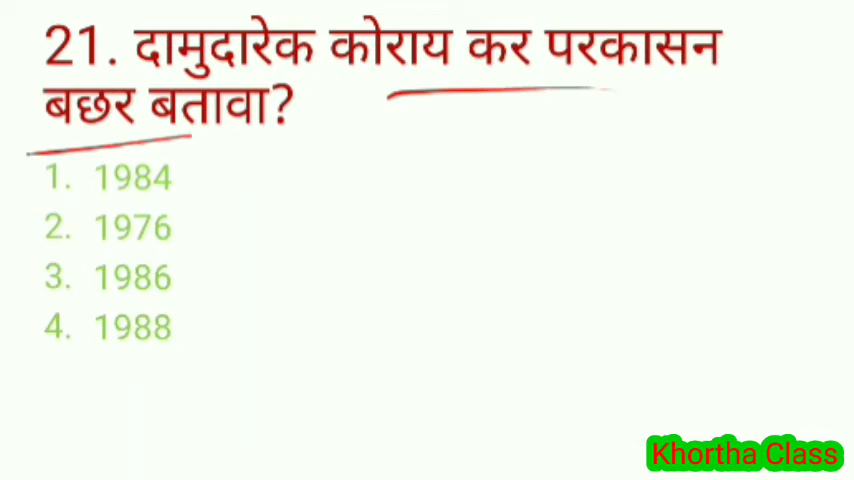 21. दामुदारेक कोराय कर परकासन
बछर बतावा?
1. 1984
2. 1976
3. 1986
4. 1988
Khortha Class